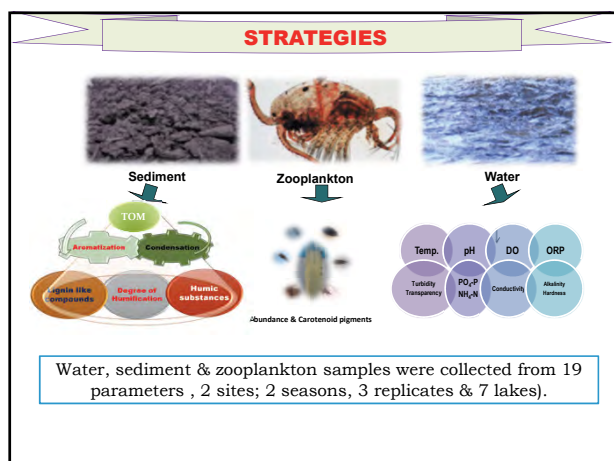 STRATEGIES
Sediment
Zooplankton
Water
TOM
Aromatization
Condensation
Lignin like
compounds
Degree of
Humification
Humic
substances
Abundance & Carotenoid pigments
Temp.
pH
DO
ORP
Turbidity
Transparency
PO₄-P
NH₄-N
Conductivity
Alkalinity
Hardness
Water, sediment & zooplankton samples were collected from 19
parameters , 2 sites; 2 seasons, 3 replicates & 7 lakes).